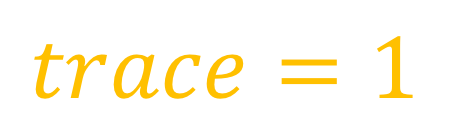 trace = 1